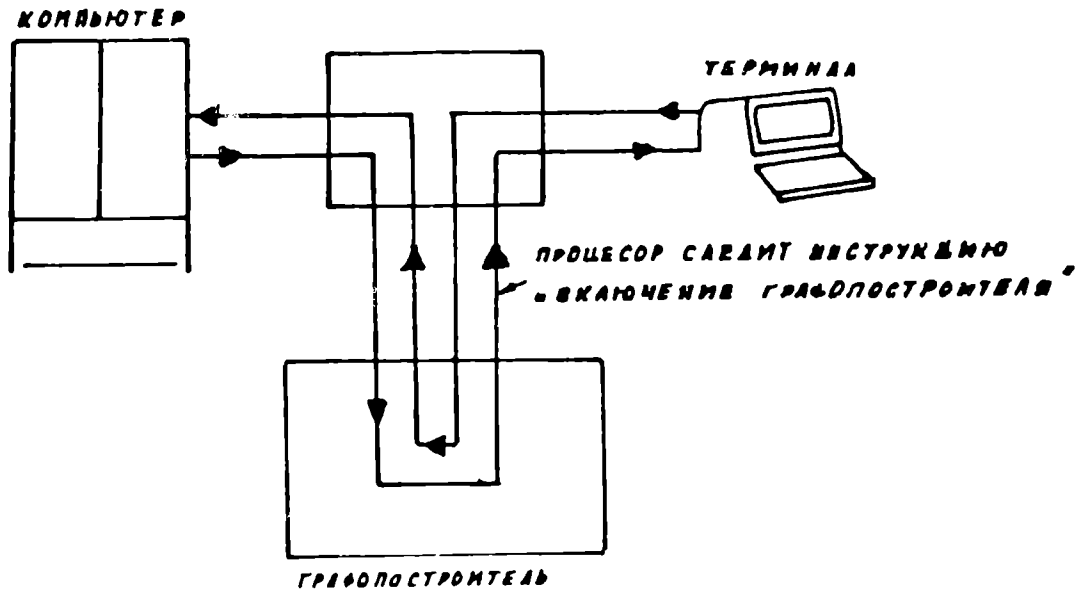 КОМПЬЮТЕР
ТЕРМИНАЛ
ПРОЦЕСОР СЛЕДИТ ИНСТРУКЦИЮ
„ВКЛЮЧЕНИЕ ГРАФОПОСТРОИТЕЛЯ"
ГРАФОПОСТРОИТЕЛЬ